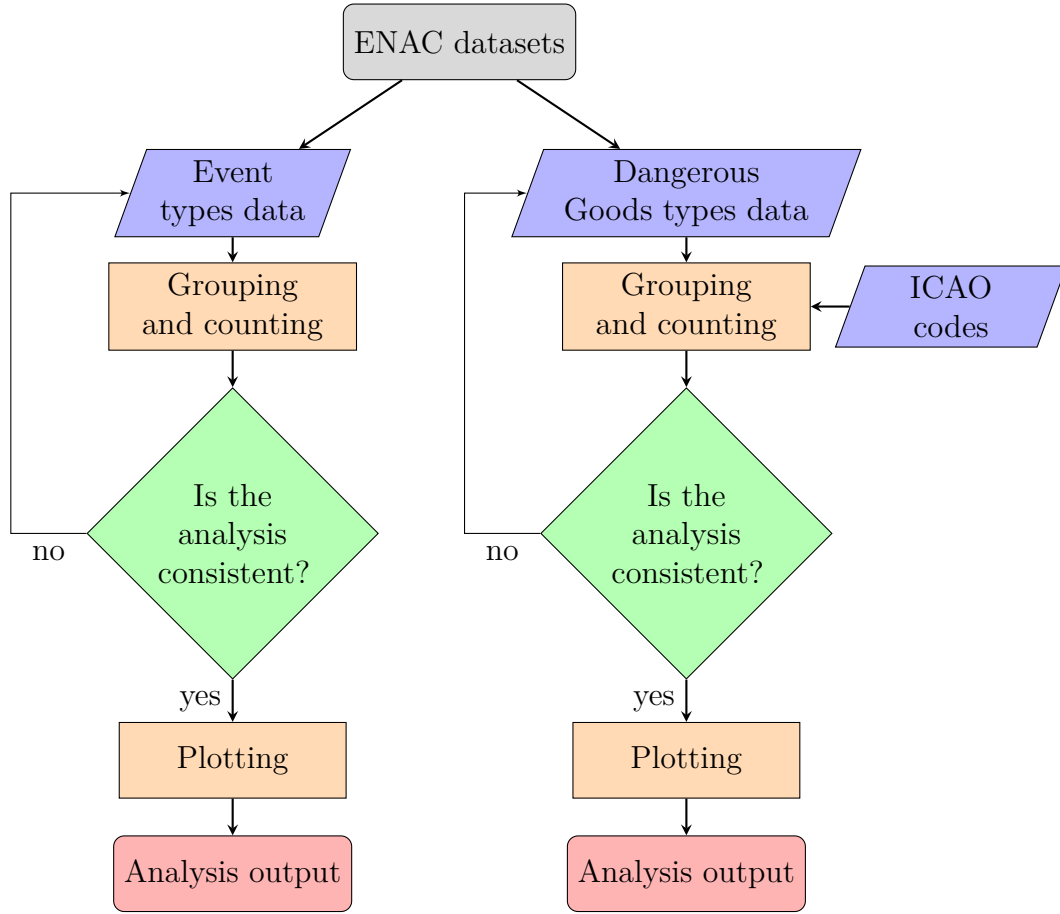 ENAC datasets
Event
types data
Dangerous
Goods types data
Grouping
and counting
Grouping
and counting
ICAO
codes
Is the
analysis
consistent?
no
Is the
analysis
consistent?
no
yes
yes
Plotting
Plotting
Analysis output
Analysis output